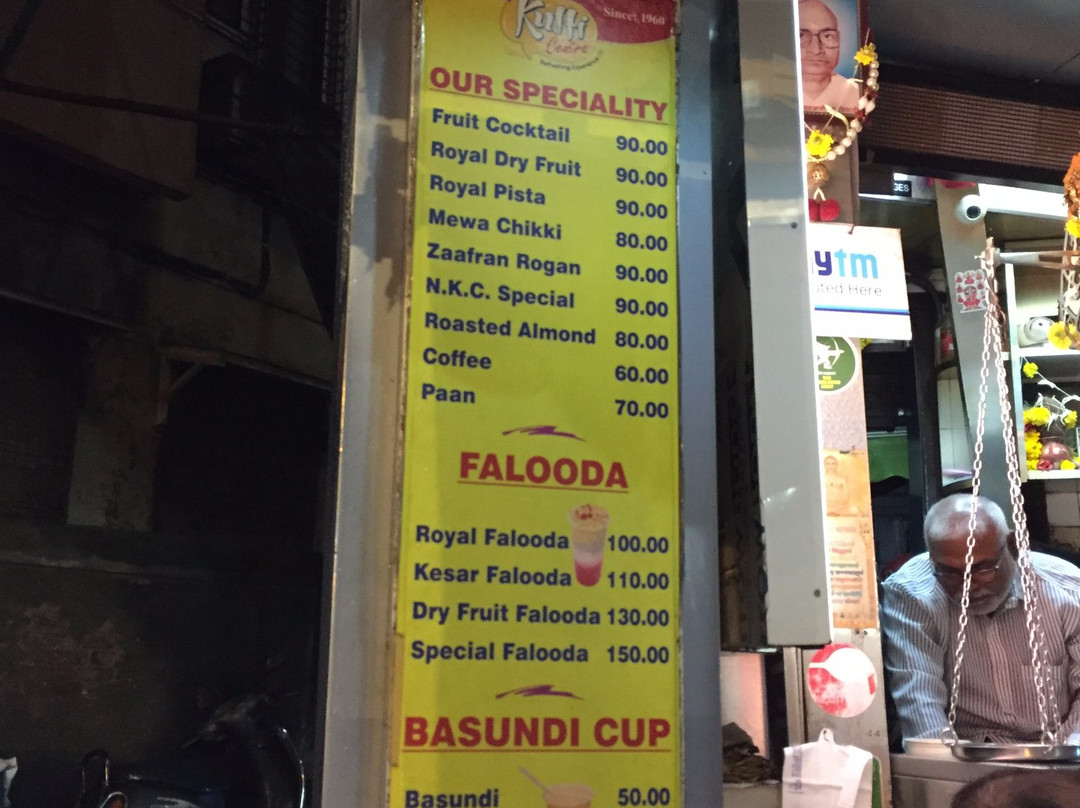 Kulfi
Centre
Since: 1960
OUR SPECIALITY
Fruit Cocktail 90.00
Royal Dry Fruit 90.00
Royal Pista 90.00
Mewa Chikki 80.00
Zaafran Rogan 90.00
N.K.C. Special 90.00
Roasted Almond 80.00
Coffee 60.00
Paan 70.00
FALOODA
Royal Falooda 100.00
Kesar Falooda 110.00
Dry Fruit Falooda 130.00
Special Falooda 150.00
BASUNDI CUP
Basundi 50.00
GES
ytm
Here
44